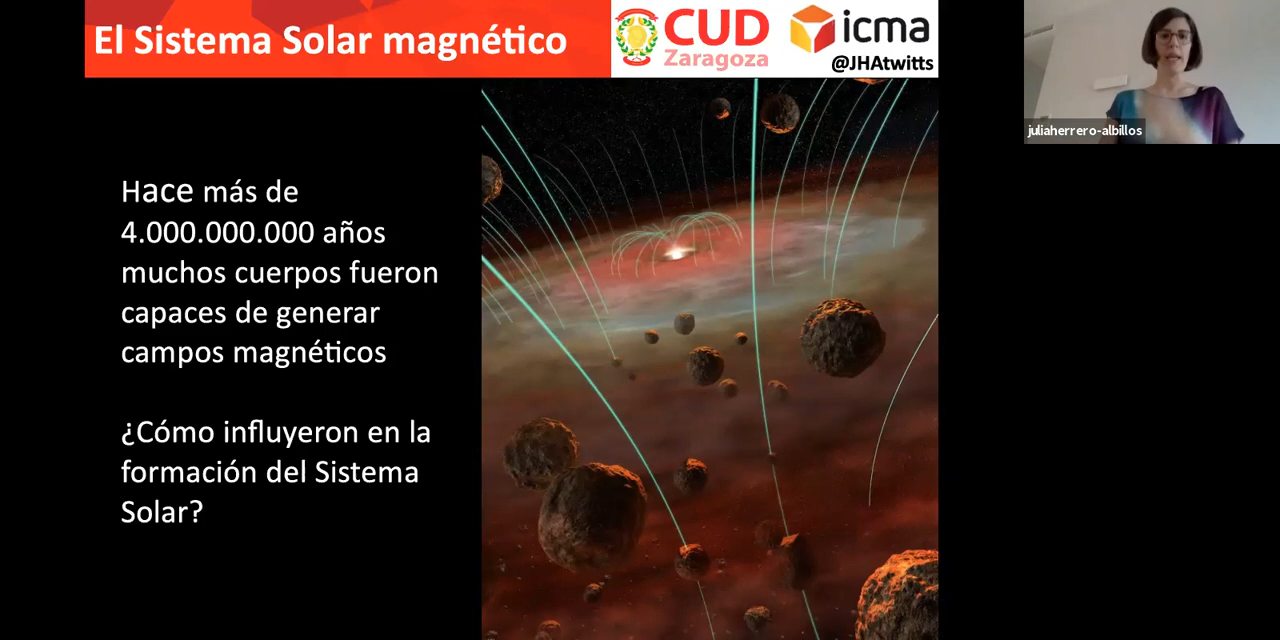 El Sistema Solar magnético
CUD
Zaragoza
icma
@JHAtwitts
juliaherrero-albillos
Hace más de
4.000.000.000 años
muchos cuerpos fueron
capaces de generar
campos magnéticos
¿Cómo influyeron en la
formación del Sistema
Solar?